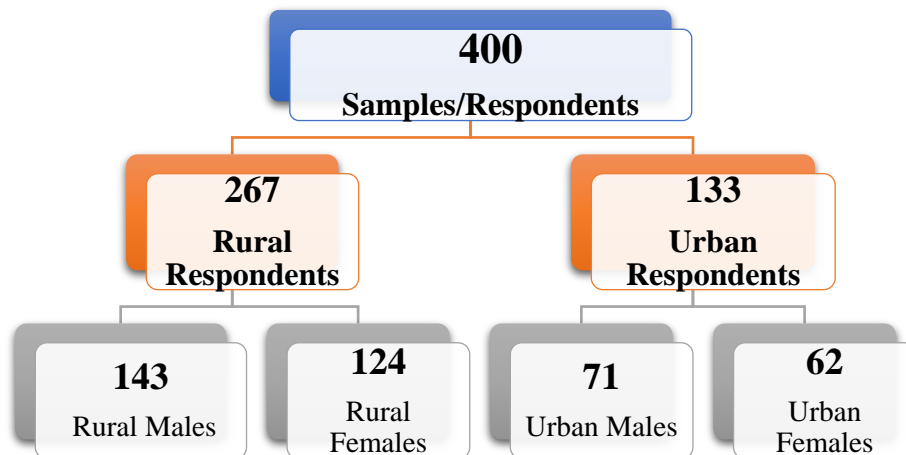 400
Samples/Respondents
267
Rural
Respondents
133
Urban
Respondents
143
Rural Males
124
Rural
Females
71
Urban Males
62
Urban
Females